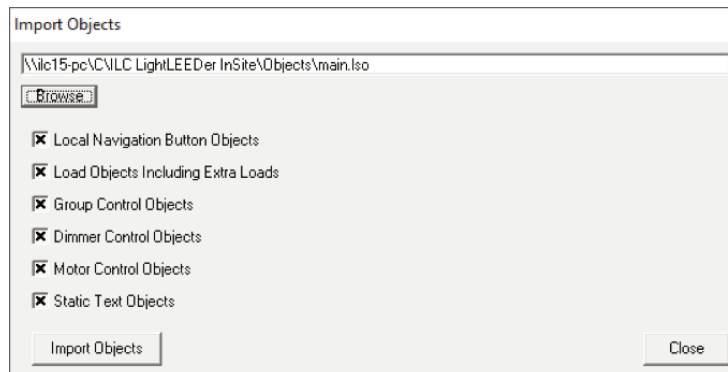 Import Objects
\\ilc15-pc\C\ILC LightLEEDer InSite\Objects\main.lso
Browse
Local Navigation Button Objects
Load Objects Including Extra Loads
Group Control Objects
Dimmer Control Objects
Motor Control Objects
Static Text Objects
Import Objects Close